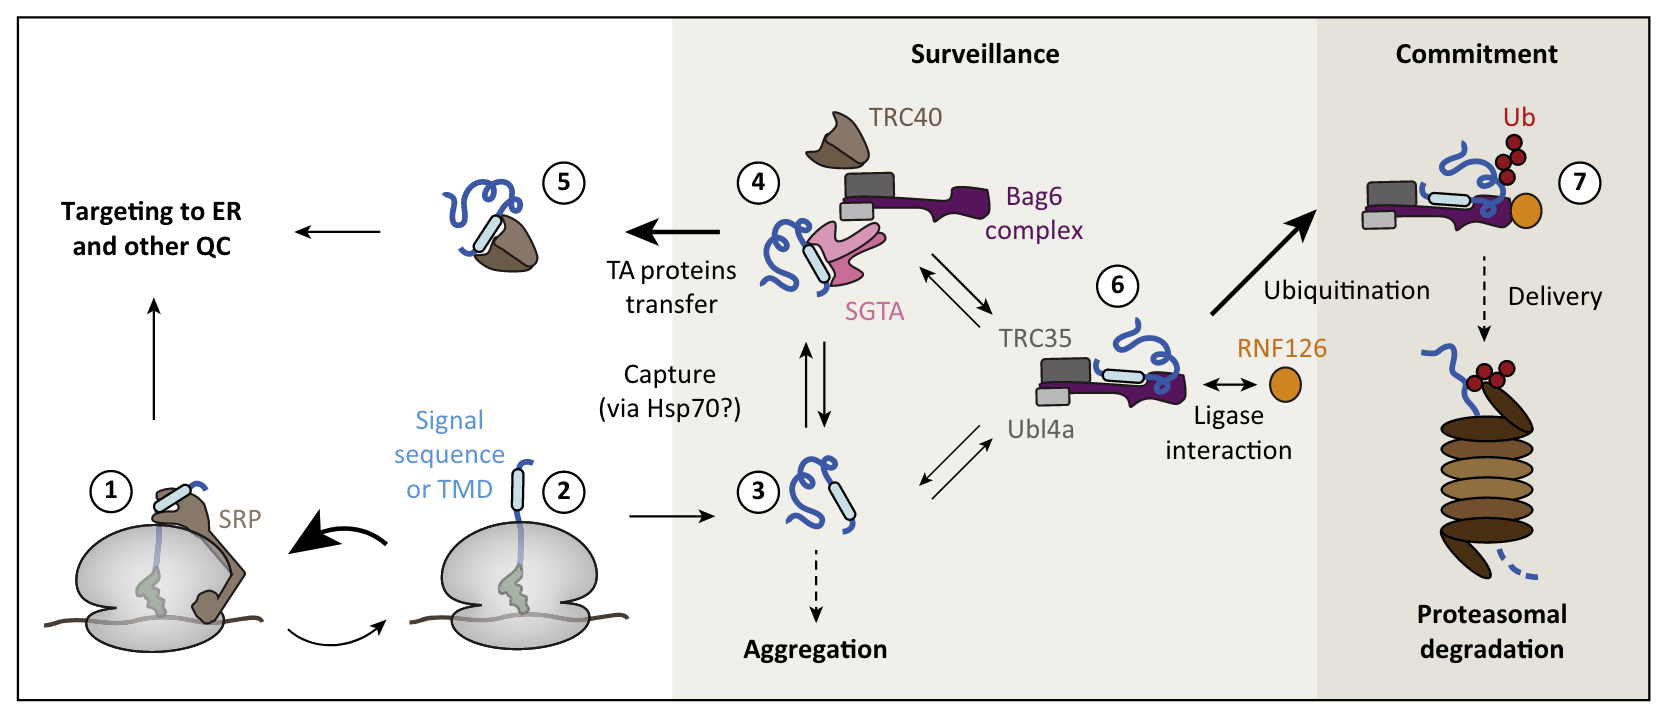 Surveillance
Commitment
TRC40
Ub
4
5
7
Targeting to ER
and other QC
Bag6
complex
TA proteins
transfer
SGTA
6
Ubiquitination
Delivery
TRC35
RNF126
Capture
(via Hsp70?)
Signal
sequence
or TMD
Ubl4a
Ligase
interaction
1
SRP
2
3
Aggregation
Proteasomal
degradation